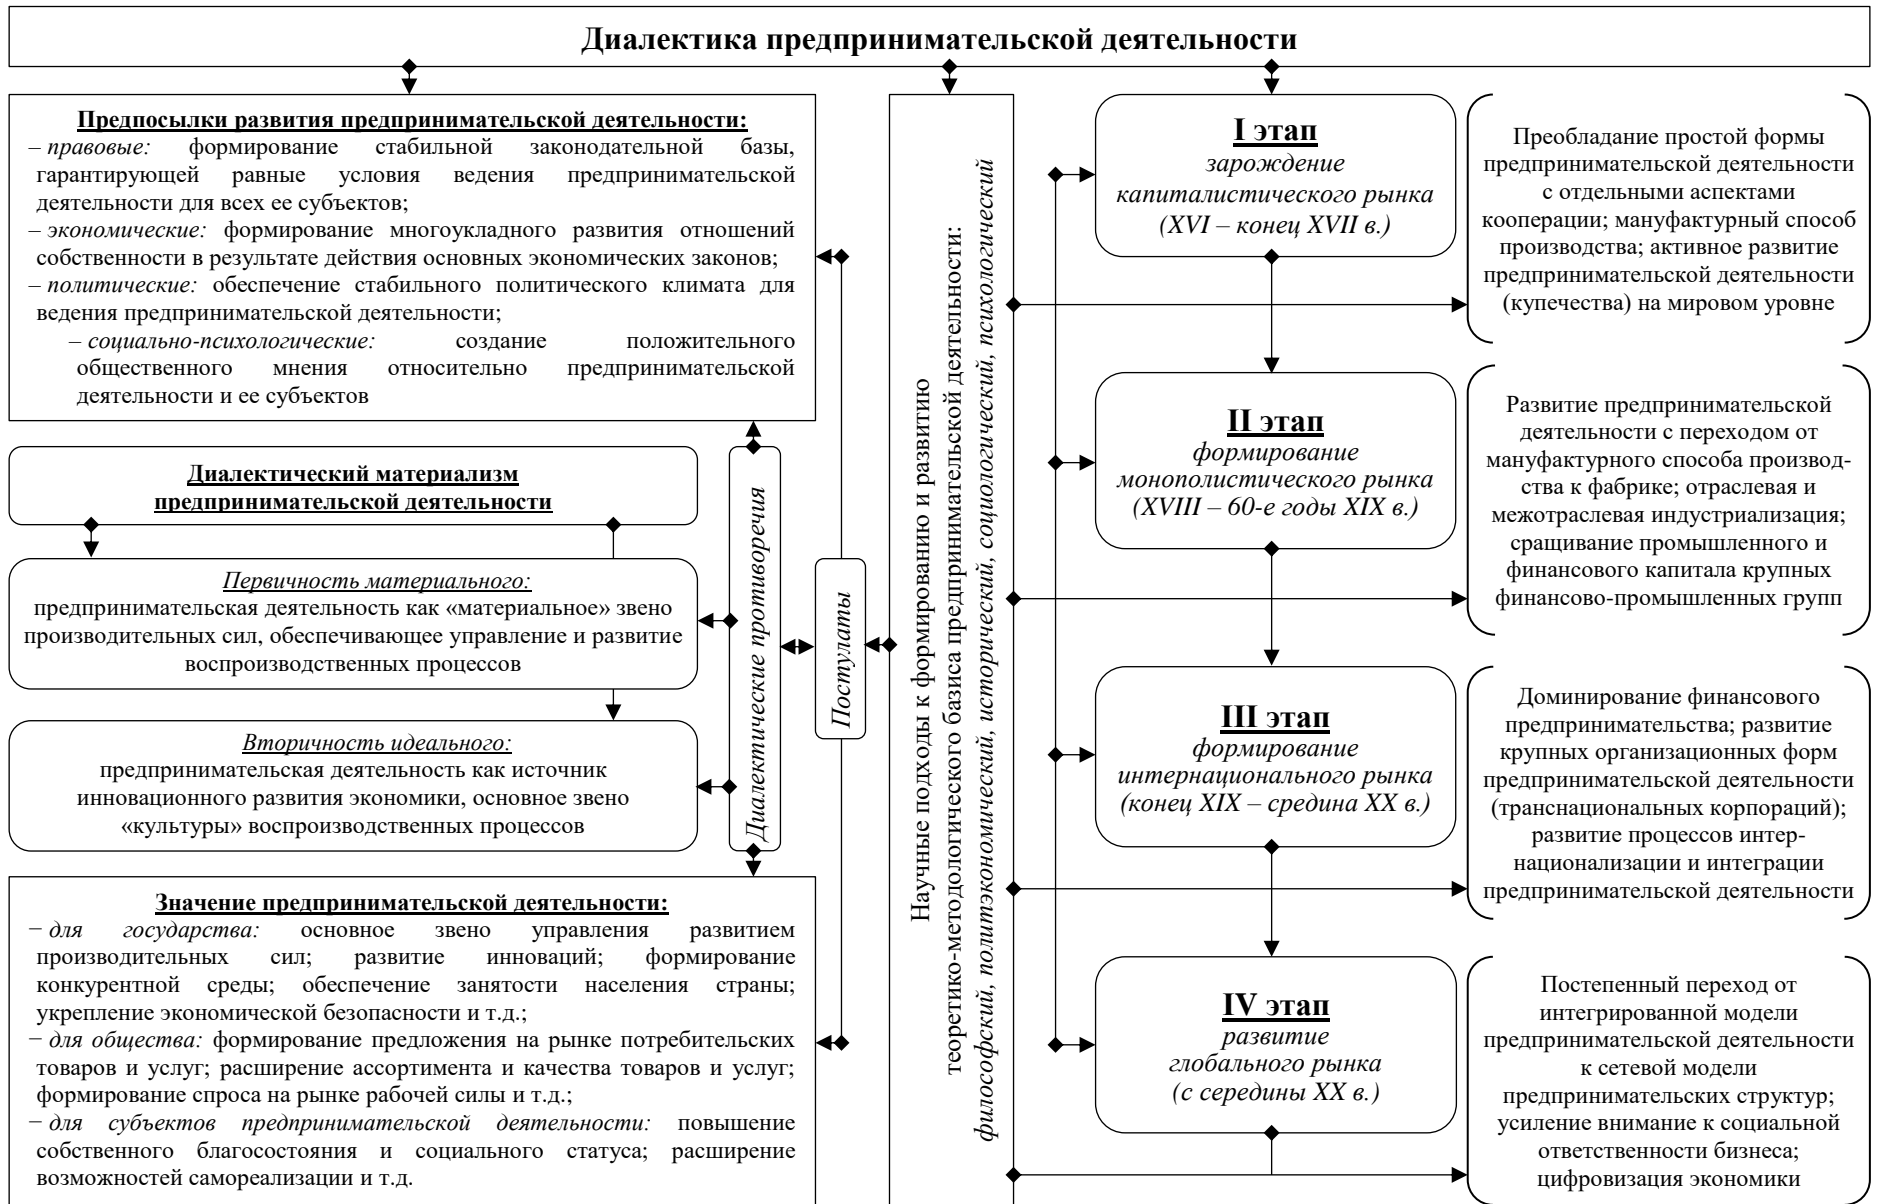 Диалектика предпринимательской деятельности
Предпосылки развития предпринимательской деятельности:
– правовые: формирование стабильной законодательной базы,
гарантирующей равные условия ведения предпринимательской
деятельности для всех ее субъектов;
– экономические: формирование многоукладного развития отношений
собственности в результате действия основных экономических законов;
– политические: обеспечение стабильного политического климата для
ведения предпринимательской деятельности;
– социально-психологические: создание положительного
общественного мнения относительно предпринимательской
деятельности и ее субъектов
Диалектический материализм
предпринимательской деятельности
Первичность материального:
предпринимательская деятельность как «материальное» звено
производительных сил, обеспечивающее управление и развитие
воспроизводственных процессов
Вторичность идеального:
предпринимательская деятельность как источник
инновационного развития экономики, основное звено
«культуры» воспроизводственных процессов
Значение предпринимательской деятельности:
− для государства: основное звено управления развитием
производительных сил; развитие инноваций; формирование
конкурентной среды; обеспечение занятости населения страны;
укрепление экономической безопасности и т.д.;
− для общества: формирование предложения на рынке потребительских
товаров и услуг; расширение ассортимента и качества товаров и услуг;
формирование спроса на рынке рабочей силы и т.д.;
− для субъектов предпринимательской деятельности: повышение
собственного благосостояния и социального статуса; расширение
возможностей самореализации и т.д.
Диалектические противоречия
Постулаты
Научные подходы к формированию и развитию
теоретико-методологического базиса предпринимательской деятельности:
философский, политэкономический, исторический, социологический, психологический
I этап
зарождение
капиталистического рынка
(XVI – конец XVII в.)
Преобладание простой формы
предпринимательской деятельности
с отдельными аспектами
кооперации; мануфактурный способ
производства; активное развитие
предпринимательской деятельности
(купечества) на мировом уровне
II этап
формирование
монополистического рынка
(XVIII – 60-е годы XIX в.)
Развитие предпринимательской
деятельности с переходом от
мануфактурного способа производ-
ства к фабрике; отраслевая и
межотраслевая индустриализация;
сращивание промышленного и
финансового капитала крупных
финансово-промышленных групп
III этап
формирование
интернационального рынка
(конец XIX – средина XX в.)
Доминирование финансового
предпринимательства; развитие
крупных организационных форм
предпринимательской деятельности
(транснациональных корпораций);
развитие процессов интер-
национализации и интеграции
предпринимательской деятельности
IV этап
развитие
глобального рынка
(с середины XX в.)
Постепенный переход от
интегрированной модели
предпринимательской деятельности
к сетевой модели
предпринимательских структур;
усиление внимание к социальной
ответственности бизнеса;
цифровизация экономики